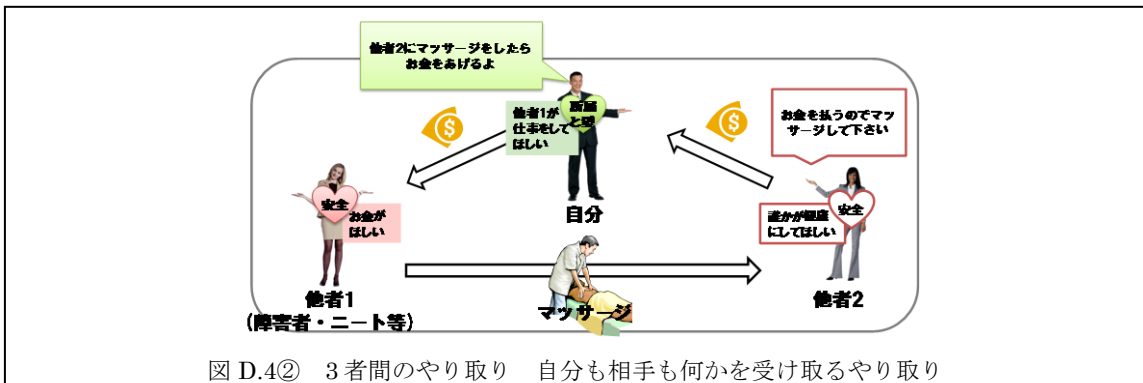 他者2にマッサージをしたら
お金をあげるよ
他者1が
仕事をして
ほしい
所属
と愛
$
$
お金を払うのでマッ
サージして下さい
安全
お金が
ほしい
自分
誰かが健康
にしてほしい
安全
他者1
(障害者・ニート等)
マッサージ
他者2
図 D.4② 3者間のやり取り 自分も相手も何かを受け取るやり取り